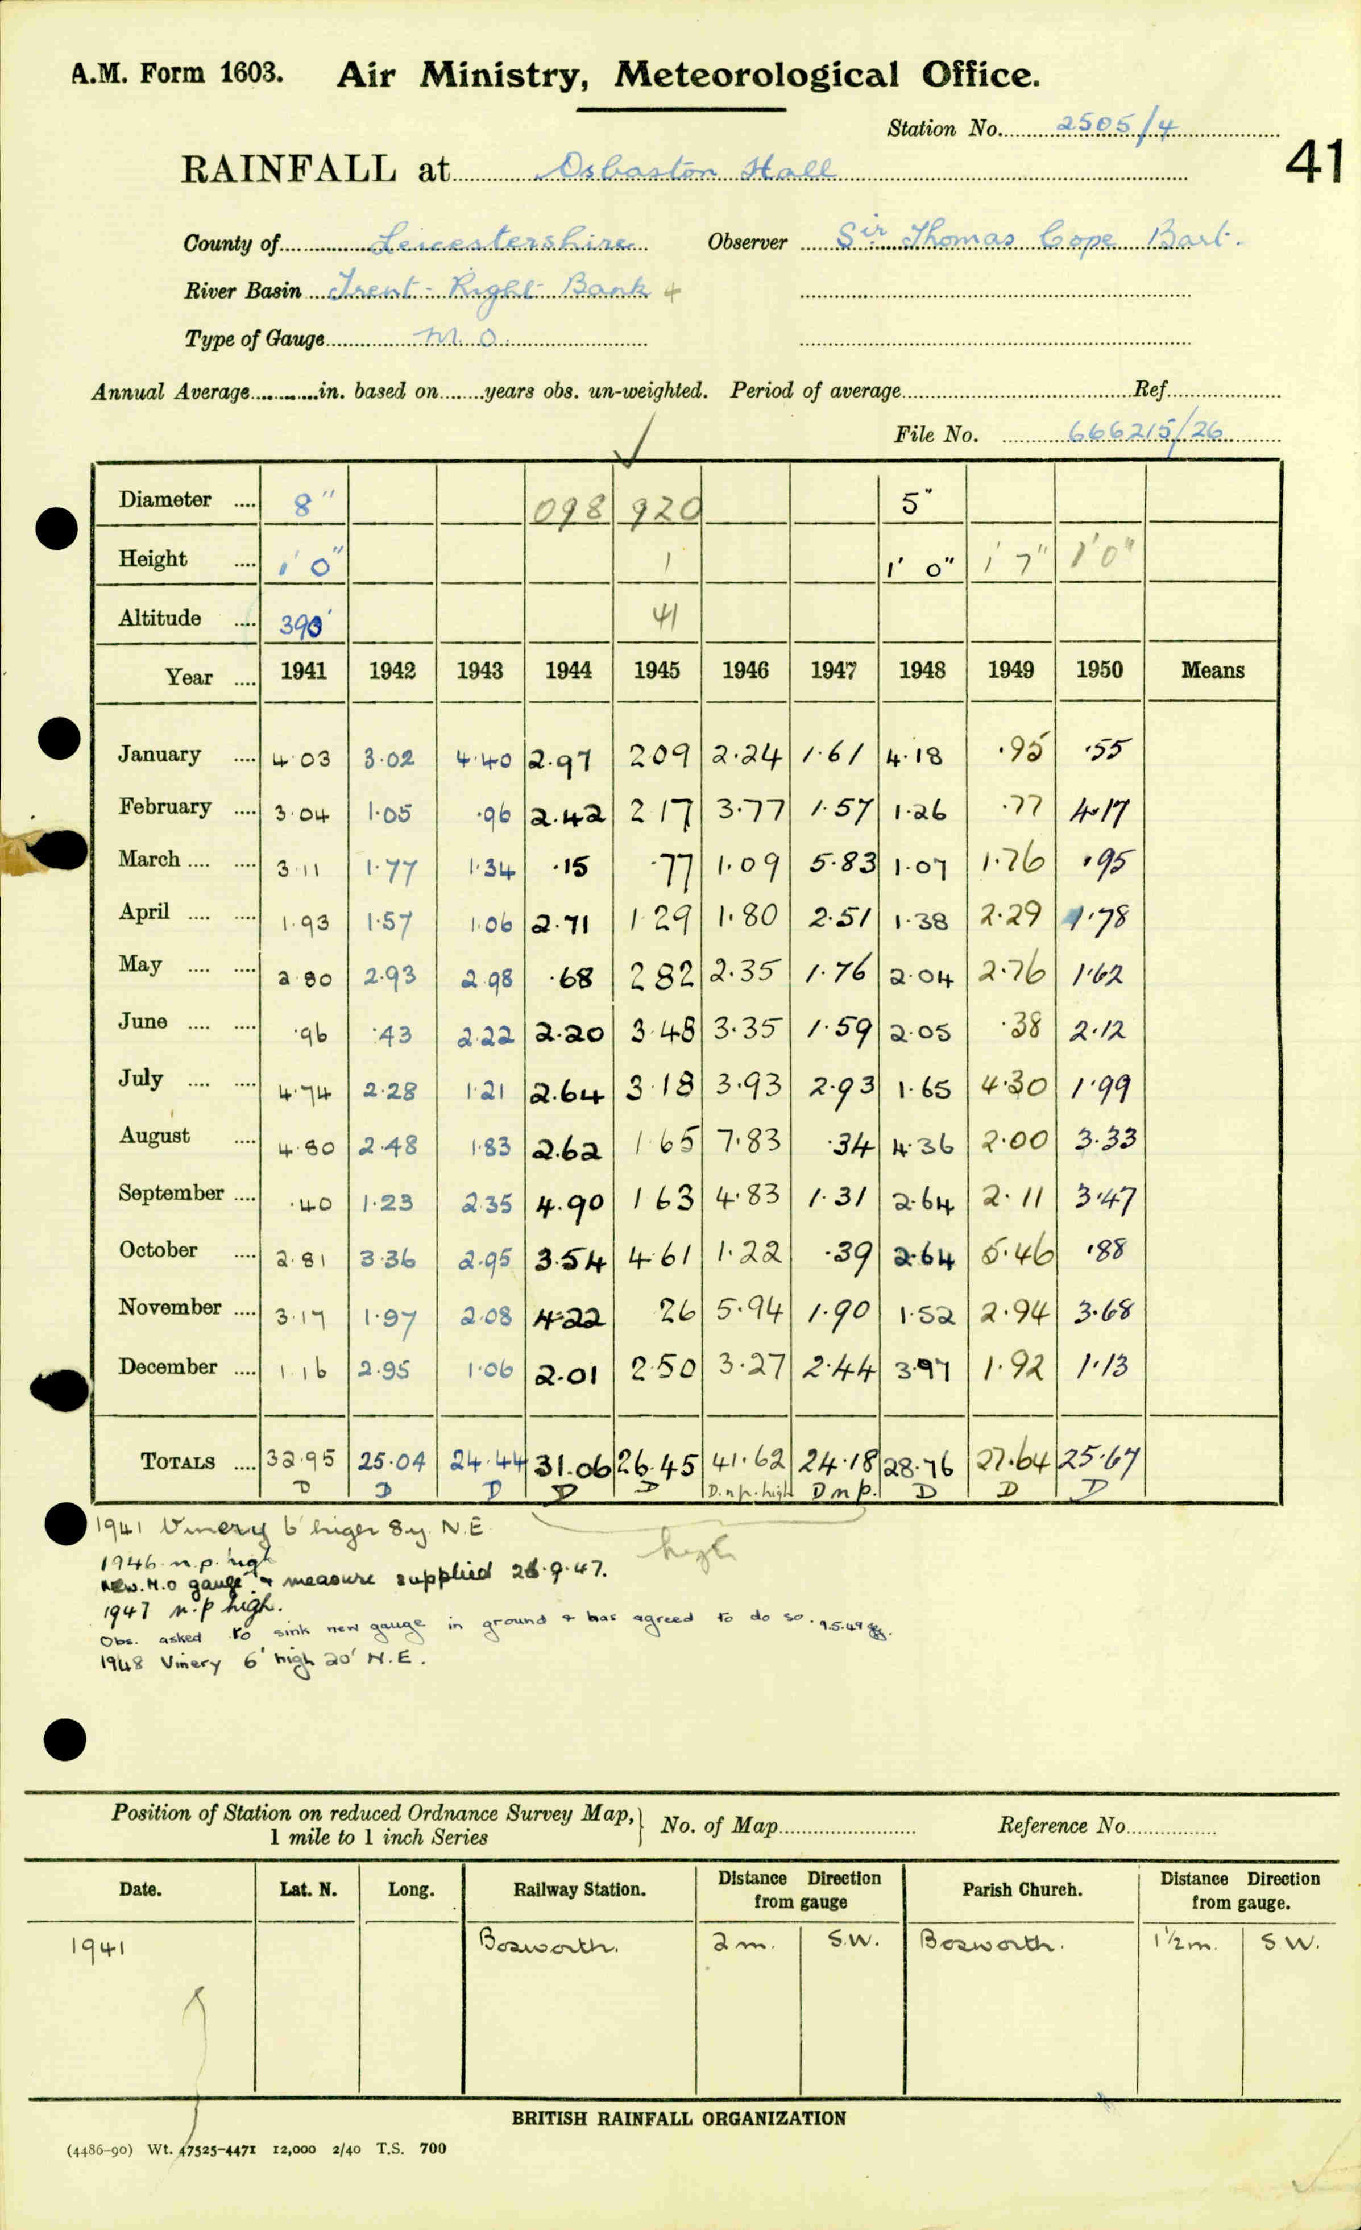 A.M. Form 1603. Air Ministry, Meteorological Office.
Station No. 2505/4
41
RAINFALL at Osbaston Hall
County of Leicestershire Observer Sir Thomas Cope Bart.
River Basin Trent - Right Bank +
Type of Gauge M.O.
Annual Average in. based on years obs. un-weighted. Period of average Ref.
File No. 666215/26
Diameter .... 8" 098 920 5"
Height .... 1' 0" 1 1' 0" 1' 7" 1' 0"
Altitude .... 390' 41
Year .... 1941 1942 1943 1944 1945 1946 1947 1948 1949 1950 Means
January .... 4.03 3.02 4.40 2.97 2 09 2.24 1.61 4.18 .95 .55
February .... 3.04 1.05 .96 2.42 2 17 3.77 1.57 1.26 .77 4.17
March .... .... 3.11 1.77 1.34 .15 .77 1.09 5.83 1.07 1.76 .95
April .... .... 1.93 1.57 1.06 2.71 1 29 1.80 2.51 1.38 2.29 1.78
May .... .... 2.80 2.93 2.98 .68 2 82 2.35 1.76 2.04 2.76 1.62
June .... .... .96 .43 2.22 2.20 3.48 3.35 1.59 2.05 .38 2.12
July .... .... 4.74 2.28 1.21 2.64 3 18 3.93 2.93 1.65 4.30 1.99
August .... 4.80 2.48 1.83 2.62 1 65 7.83 .34 4.36 2.00 3.33
September .... .40 1.23 2.35 4.90 1 63 4.83 1.31 2.64 2.11 3.47
October .... 2.81 3.36 2.95 3.54 4.61 1.22 .39 2.64 5.46 .88
November .... 3.17 1.97 2.08 4.22 26 5.94 1.90 1.52 2.94 3.68
December .... 1.16 2.95 1.06 2.01 2.50 3.27 2.44 3.97 1.92 1.13
TOTALS .... 32.95 25.04 24.44 31.06 26.45 41.62 24.18 28.76 27.64 25.67
D D D D D D.n.p.high D n p. D D D
high
1941 Vinery 6' higer 8y N.E
1946 n.p. high
New M.O gauge & measure supplied 26.9.47.
1947 n.p high.
Obs. asked to sink new gauge in ground & has agreed to do so. 9.5.49
1948 Vinery 6' high 20' N.E.
Position of Station on reduced Ordnance Survey Map, 1 mile to 1 inch Series } No. of Map Reference No.
Date. Lat. N. Long. Railway Station. Distance Direction from gauge Parish Church. Distance Direction from gauge.
1941 Bosworth. 2 m. S.W. Bosworth. 1½ m. S W.
BRITISH RAINFALL ORGANIZATION
(4486-90) Wt. 47525-4471 12,000 2/40 T.S. 700